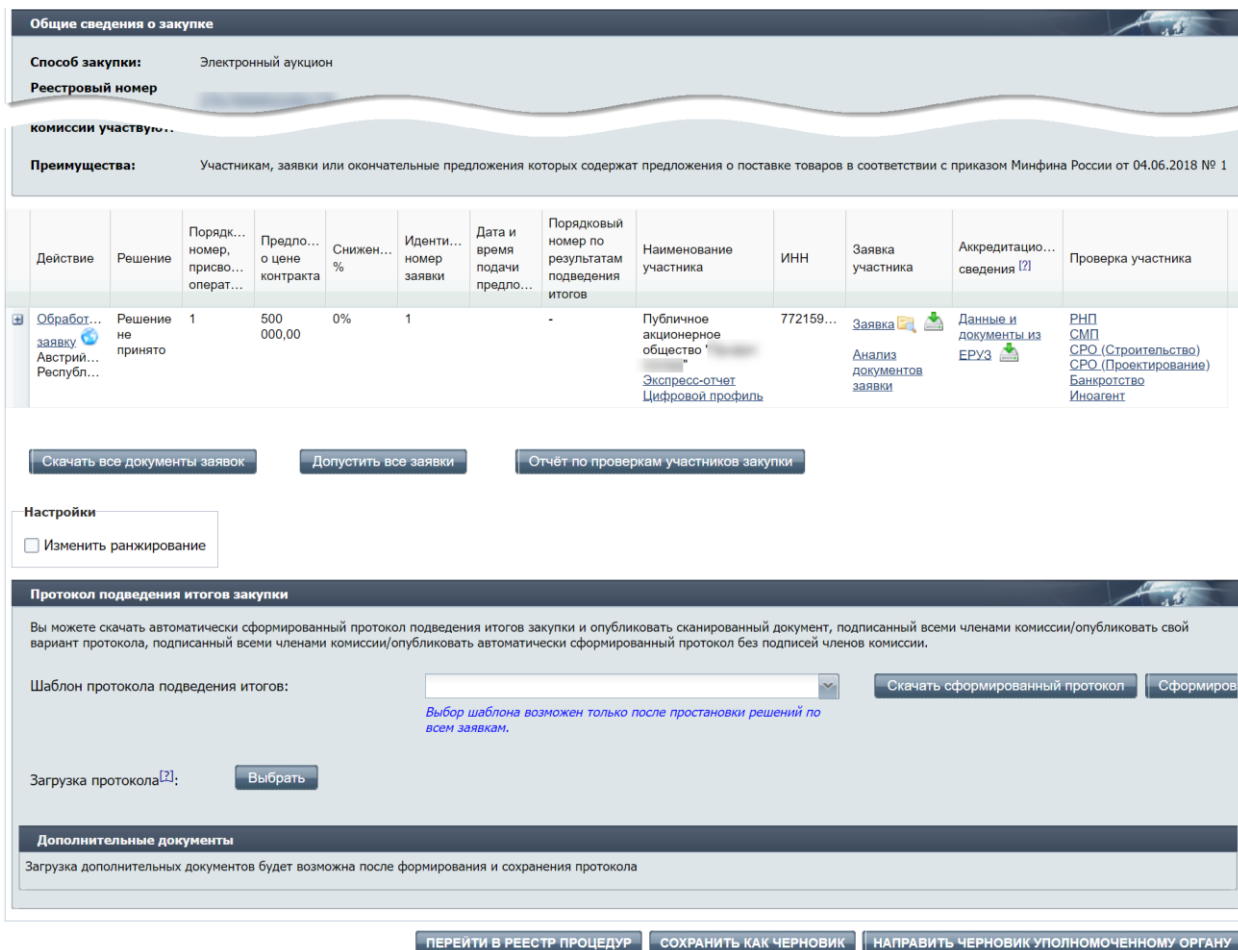 Общие сведения о закупке
Способ закупки: Электронный аукцион
Реестровый номер
комиссии участвуют:
Преимущества: Участникам, заявки или окончательные предложения которых содержат предложения о поставке товаров в соответствии с приказом Минфина России от 04.06.2018 № 1
Действие
Решение
Порядк...
номер,
присво...
operат...
Предло...
о цене
контракта
Снижен...
%
Иденти...
номер
заявки
Дата и
время
подачи
предло...
Порядковый
номер по
результатам
подведения
итогов
Наименование
участника
ИНН
Заявка
участника
Аккредитацио...
сведения [?]
Проверка участника
Обработ...
заявку
Австрий...
Республ...
Решение
не
принято
1
500
000,00
0%
1
-
Публичное
акционерное
общество "
"
Экспресс-отчет
Цифровой профиль
772159...
Заявка
Анализ
документов
заявки
Данные и
документы из
ЕРУЗ
РНП
СМП
СРО (Строительство)
СРО (Проектирование)
Банкротство
Иноагент
Скачать все документы заявок Допустить все заявки Отчёт по проверкам участников закупки
Настройки
Изменить ранжирование
Протокол подведения итогов закупки
Вы можете скачать автоматически сформированный протокол подведения итогов закупки и опубликовать сканированный документ, подписанный всеми членами комиссии/опубликовать свой
вариант протокола, подписанный всеми членами комиссии/опубликовать автоматически сформированный протокол без подписей членов комиссии.
Шаблон протокола подведения итогов: Скачать сформированный протокол Сформиров
Выбор шаблона возможен только после простановки решений по
всем заявкам.
Загрузка протокола[?]: Выбрать
Дополнительные документы
Загрузка дополнительных документов будет возможна после формирования и сохранения протокола
ПЕРЕЙТИ В РЕЕСТР ПРОЦЕДУР СОХРАНИТЬ КАК ЧЕРНОВИК НАПРАВИТЬ ЧЕРНОВИК УПОЛНОМОЧЕННОМУ ОРГАНУ